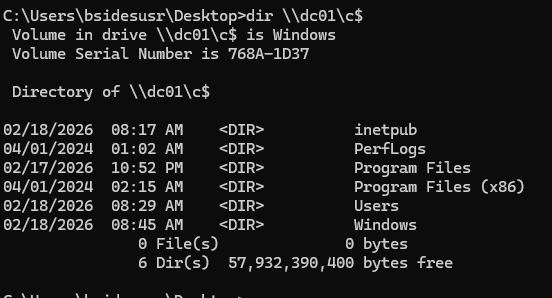 C:\Users\bsidesusr\Desktop>dir \\dc01\c$
 Volume in drive \\dc01\c$ is Windows
 Volume Serial Number is 768A-1D37

 Directory of \\dc01\c$

02/18/2026  08:17 AM    <DIR>          inetpub
04/01/2024  01:02 AM    <DIR>          PerfLogs
02/17/2026  10:52 PM    <DIR>          Program Files
04/01/2024  02:15 AM    <DIR>          Program Files (x86)
02/18/2026  08:29 AM    <DIR>          Users
02/18/2026  08:45 AM    <DIR>          Windows
               0 File(s)              0 bytes
               6 Dir(s)  57,932,390,400 bytes free